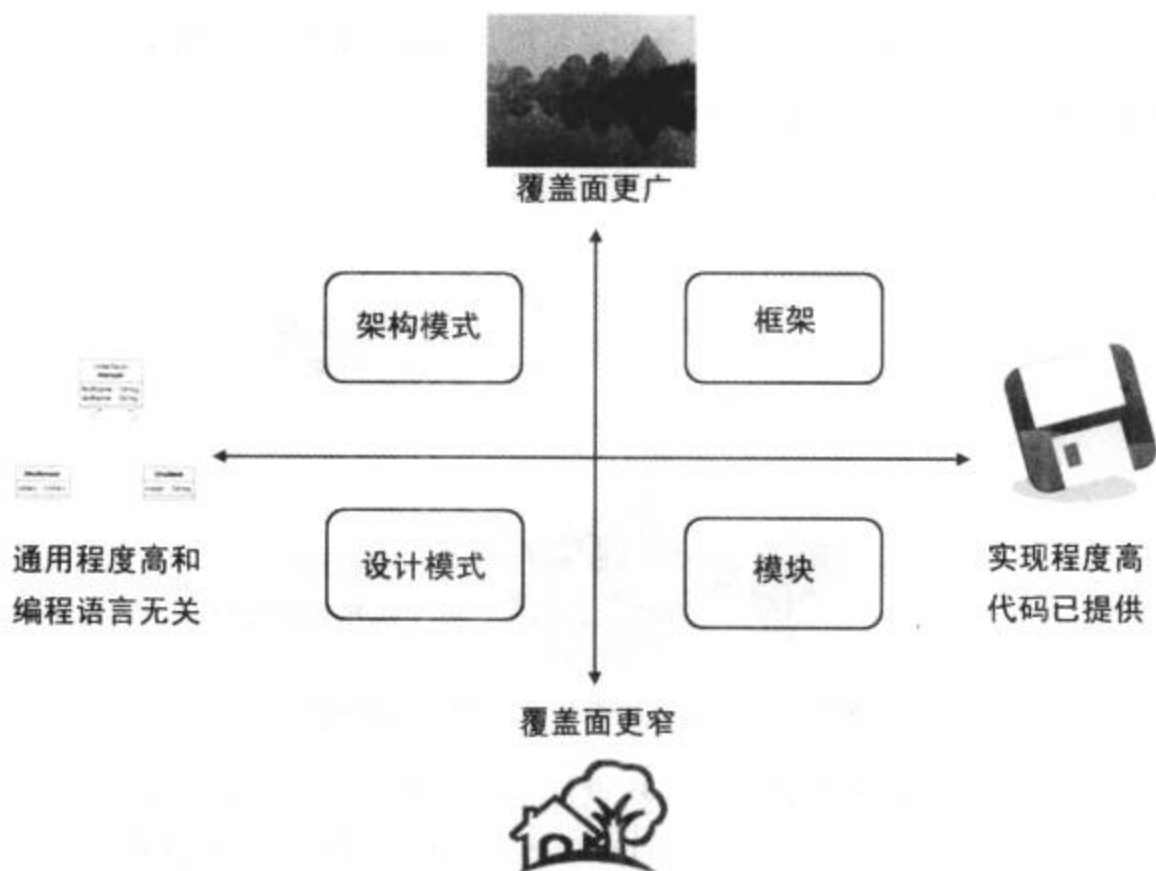 覆盖面更广
架构模式
框架
通用程度高和
编程语言无关
设计模式
模块
实现程度高
代码已提供
覆盖面更窄